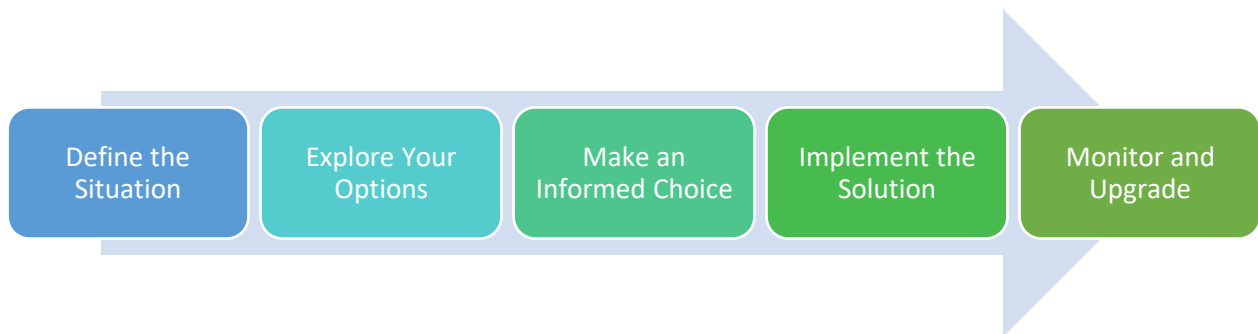 Define the
Situation
Explore Your
Options
Make an
Informed Choice
Implement the
Solution
Monitor and
Upgrade